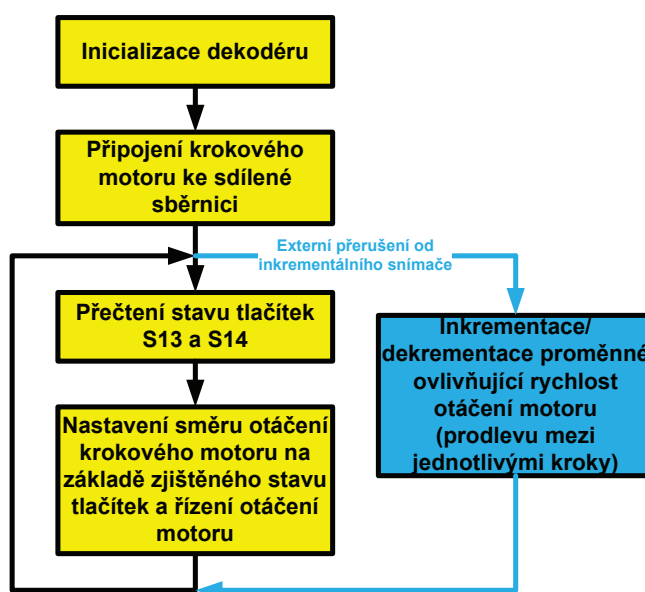 Inicializace dekodéru
Připojení krokového
motoru ke sdílené
sběrnici
Externí přerušení od
inkrementálního snímače
Přečtení stavu tlačítek
S13 a S14
Inkrementace/
dekrementace proměnné
ovlivňující rychlost
otáčení motoru
(prodlevu mezi
jednotlivými kroky)
Nastavení směru otáčení
krokového motoru na
základě zjištěného stavu
tlačítek a řízení otáčení
motoru